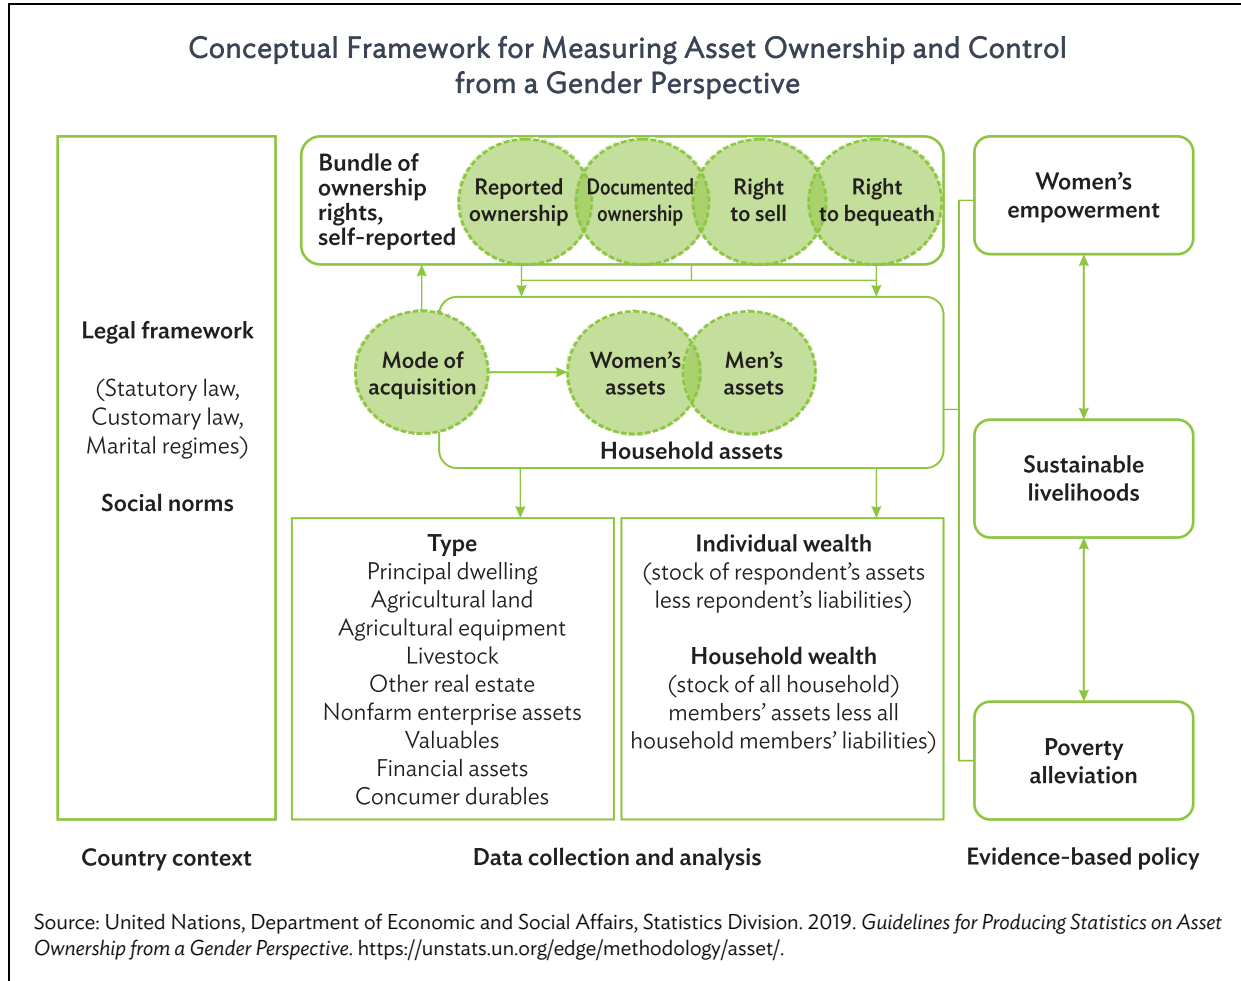 Conceptual Framework for Measuring Asset Ownership and Control
from a Gender Perspective
Legal framework
(Statutory law,
Customary law,
Marital regimes)
Social norms
Country context
Bundle of
ownership
rights,
self-reported
Reported
ownership
Documented
ownership
Right
to sell
Right
to bequeath
Mode of
acquisition
Women's
assets
Men's
assets
Household assets
Type
Principal dwelling
Agricultural land
Agricultural equipment
Livestock
Other real estate
Nonfarm enterprise assets
Valuables
Financial assets
Concumer durables
Individual wealth
(stock of respondent's assets
less repondent's liabilities)
Household wealth
(stock of all household)
members' assets less all
household members' liabilities)
Data collection and analysis
Women's
empowerment
Sustainable
livelihoods
Poverty
alleviation
Evidence-based policy
Source: United Nations, Department of Economic and Social Affairs, Statistics Division. 2019. Guidelines for Producing Statistics on Asset
Ownership from a Gender Perspective. https://unstats.un.org/edge/methodology/asset/.